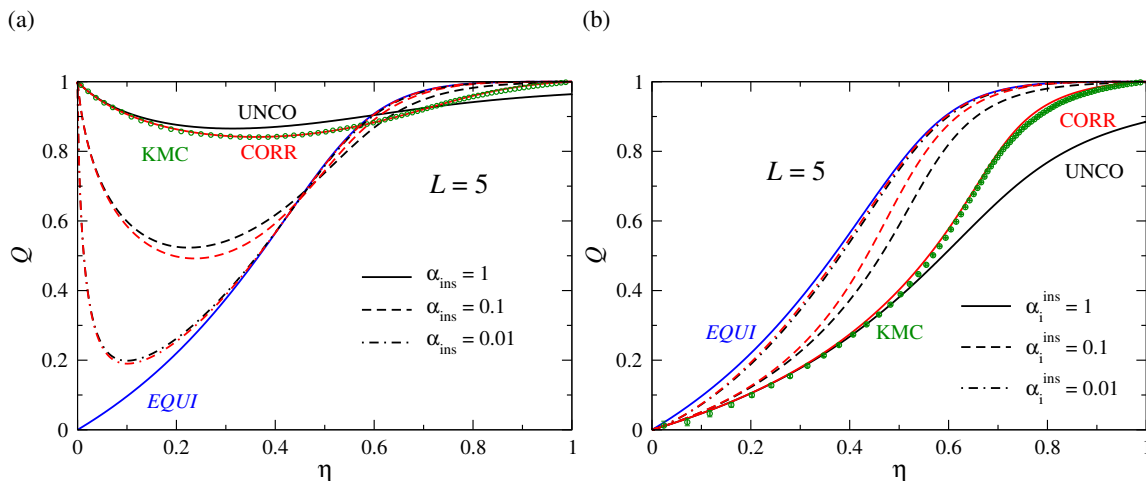 (a)
Q
1
0.8
0.6
0.4
0.2
0
0
0.2
0.4
0.6
0.8
1
η
UNCO
KMC
CORR
L = 5
α_ins = 1
α_ins = 0.1
α_ins = 0.01
EQUI
(b)
Q
1
0.8
0.6
0.4
0.2
0
0
0.2
0.4
0.6
0.8
1
η
CORR
UNCO
L = 5
EQUI
KMC
α_i^ins = 1
α_i^ins = 0.1
α_i^ins = 0.01